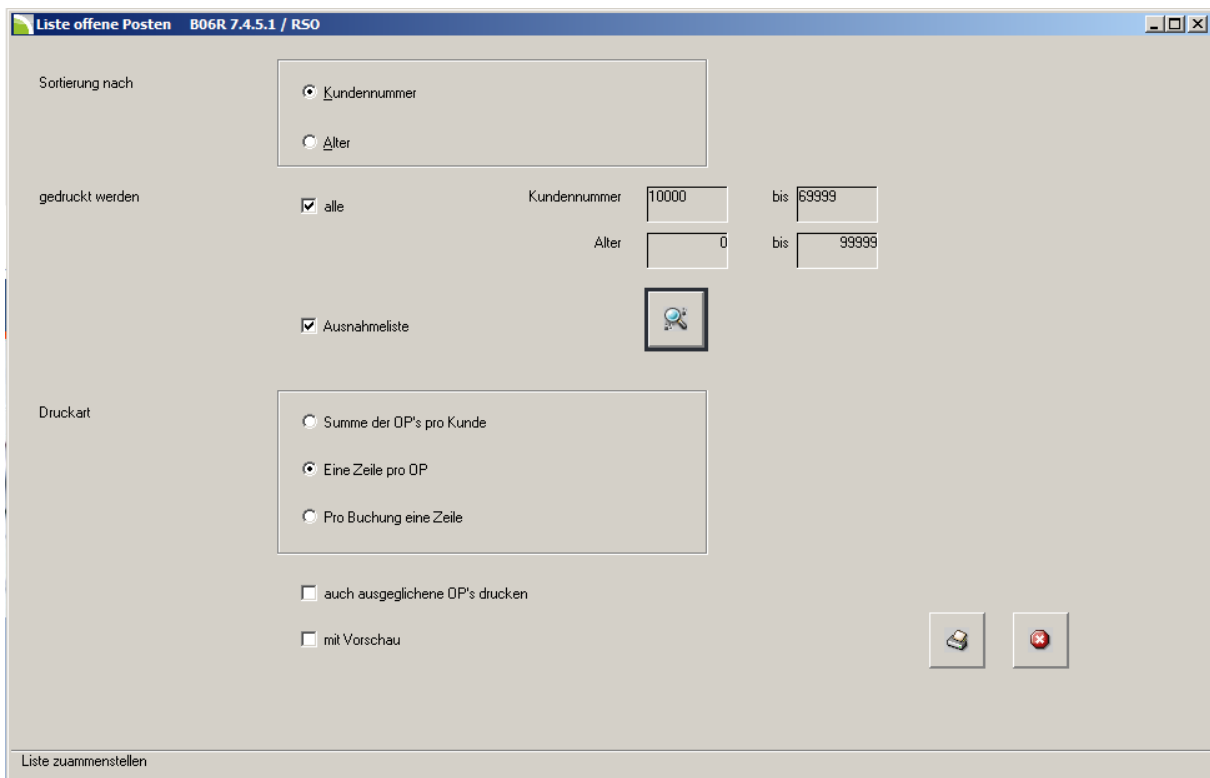 Liste offene Posten B06R 7.4.5.1 / RSO
Sortierung nach
Kundennummer
Alter
gedruckt werden
alle
Kundennummer 10000 bis 69999
Alter 0 bis 99999
Ausnahmeliste
Druckart
Summe der OP's pro Kunde
Eine Zeile pro OP
Pro Buchung eine Zeile
auch ausgeglichene OP's drucken
mit Vorschau
Liste zuammenstellen